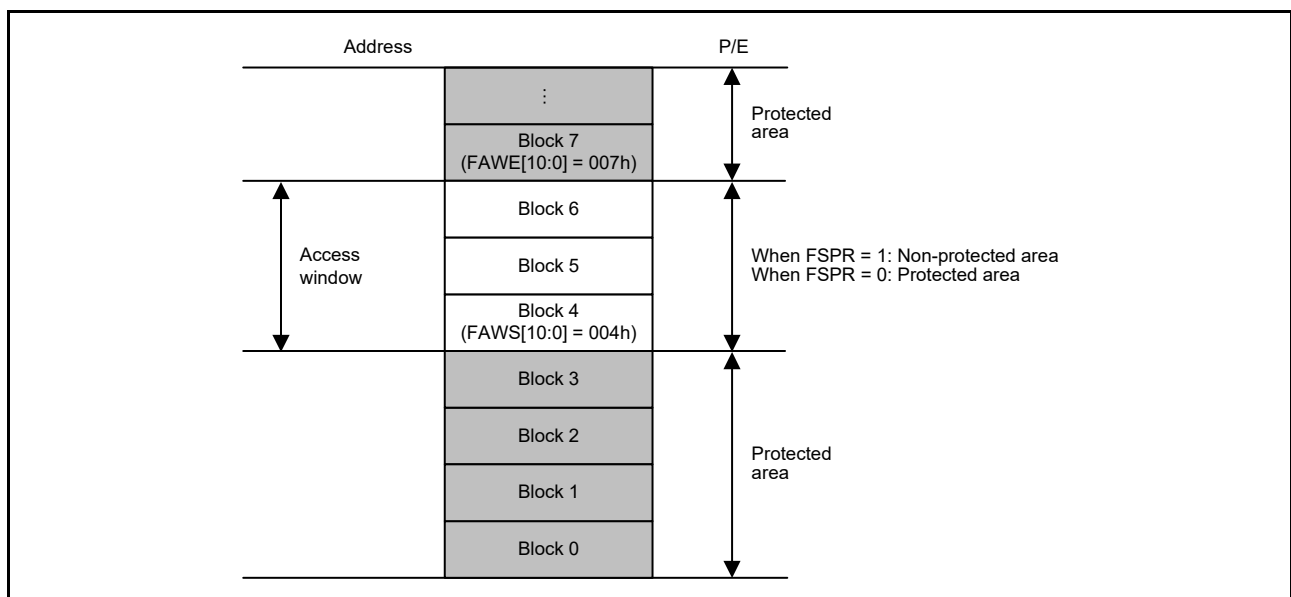 Address
P/E
⋮
Protected
area
Block 7
(FAWE[10:0] = 007h)
Block 6
Access
window
Block 5
When FSPR = 1: Non-protected area
When FSPR = 0: Protected area
Block 4
(FAWS[10:0] = 004h)
Block 3
Block 2
Protected
area
Block 1
Block 0